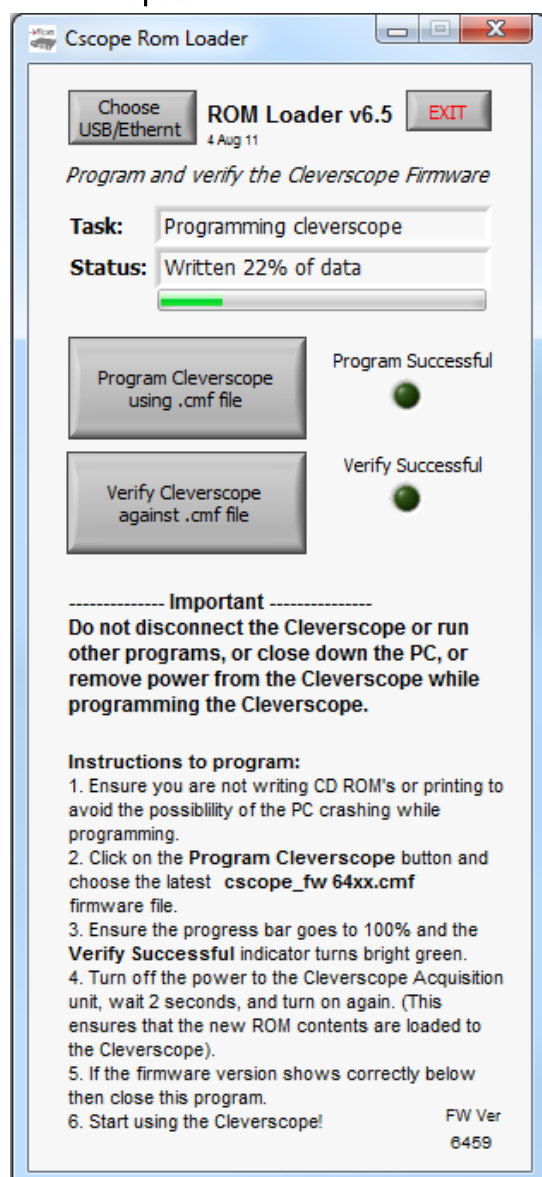 Cscope Rom Loader
Choose
USB/Ethernt
ROM Loader v6.5
4 Aug 11
EXIT
Program and verify the Cleverscope Firmware
Task: Programming cleverscope
Status: Written 22% of data
Program Cleverscope
using .cmf file
Program Successful
Verify Cleverscope
against .cmf file
Verify Successful
-------------- Important ---------------
Do not disconnect the Cleverscope or run
other programs, or close down the PC, or
remove power from the Cleverscope while
programming the Cleverscope.
Instructions to program:
1. Ensure you are not writing CD ROM's or printing to
avoid the possiblility of the PC crashing while
programming.
2. Click on the Program Cleverscope button and
choose the latest cscope_fw 64xx.cmf
firmware file.
3. Ensure the progress bar goes to 100% and the
Verify Successful indicator turns bright green.
4. Turn off the power to the Cleverscope Acquisition
unit, wait 2 seconds, and turn on again. (This
ensures that the new ROM contents are loaded to
the Cleverscope).
5. If the firmware version shows correctly below
then close this program.
6. Start using the Cleverscope!
FW Ver
6459